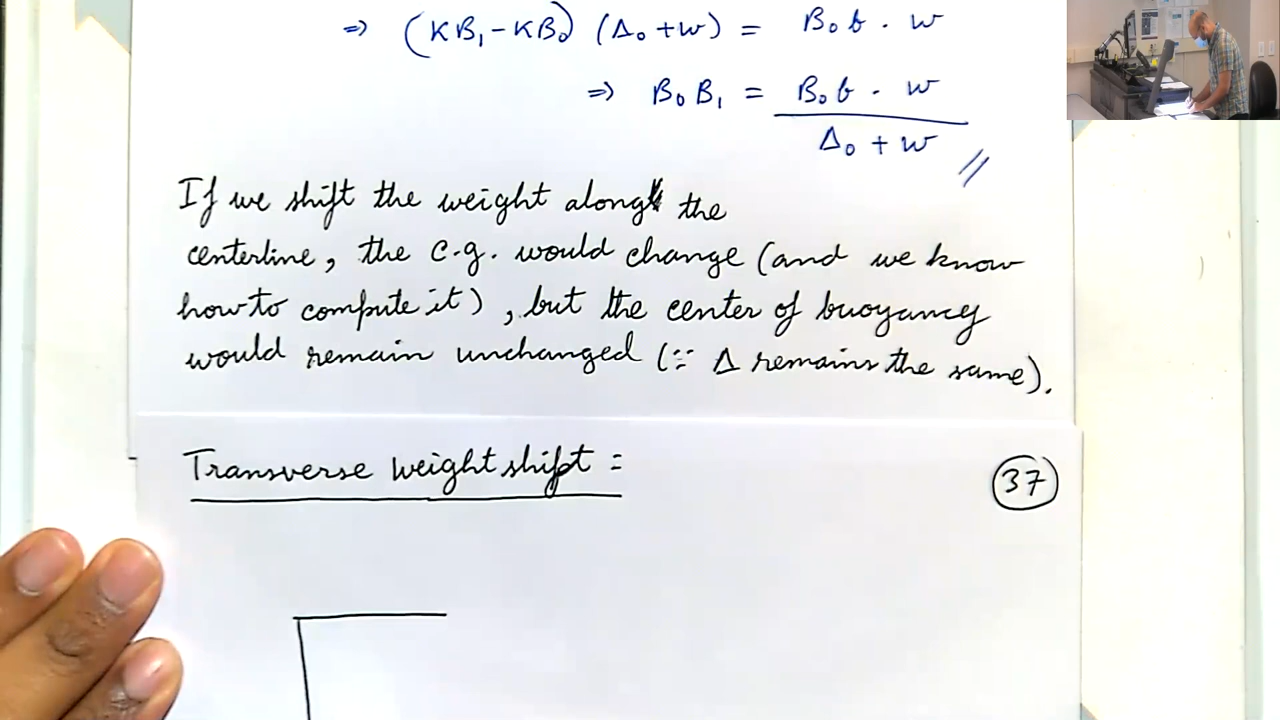 ⇒ (KB₁-KB₀) (Δ₀+w) = B₀b · w
⇒ B₀B₁ = B₀b · w / Δ₀ + w //
If we shift the weight along the
centerline, the c.g. would change (and we know
how to compute it), but the center of buoyancy
would remain unchanged (∵ Δ remains the same).
Transverse weight shift :
37